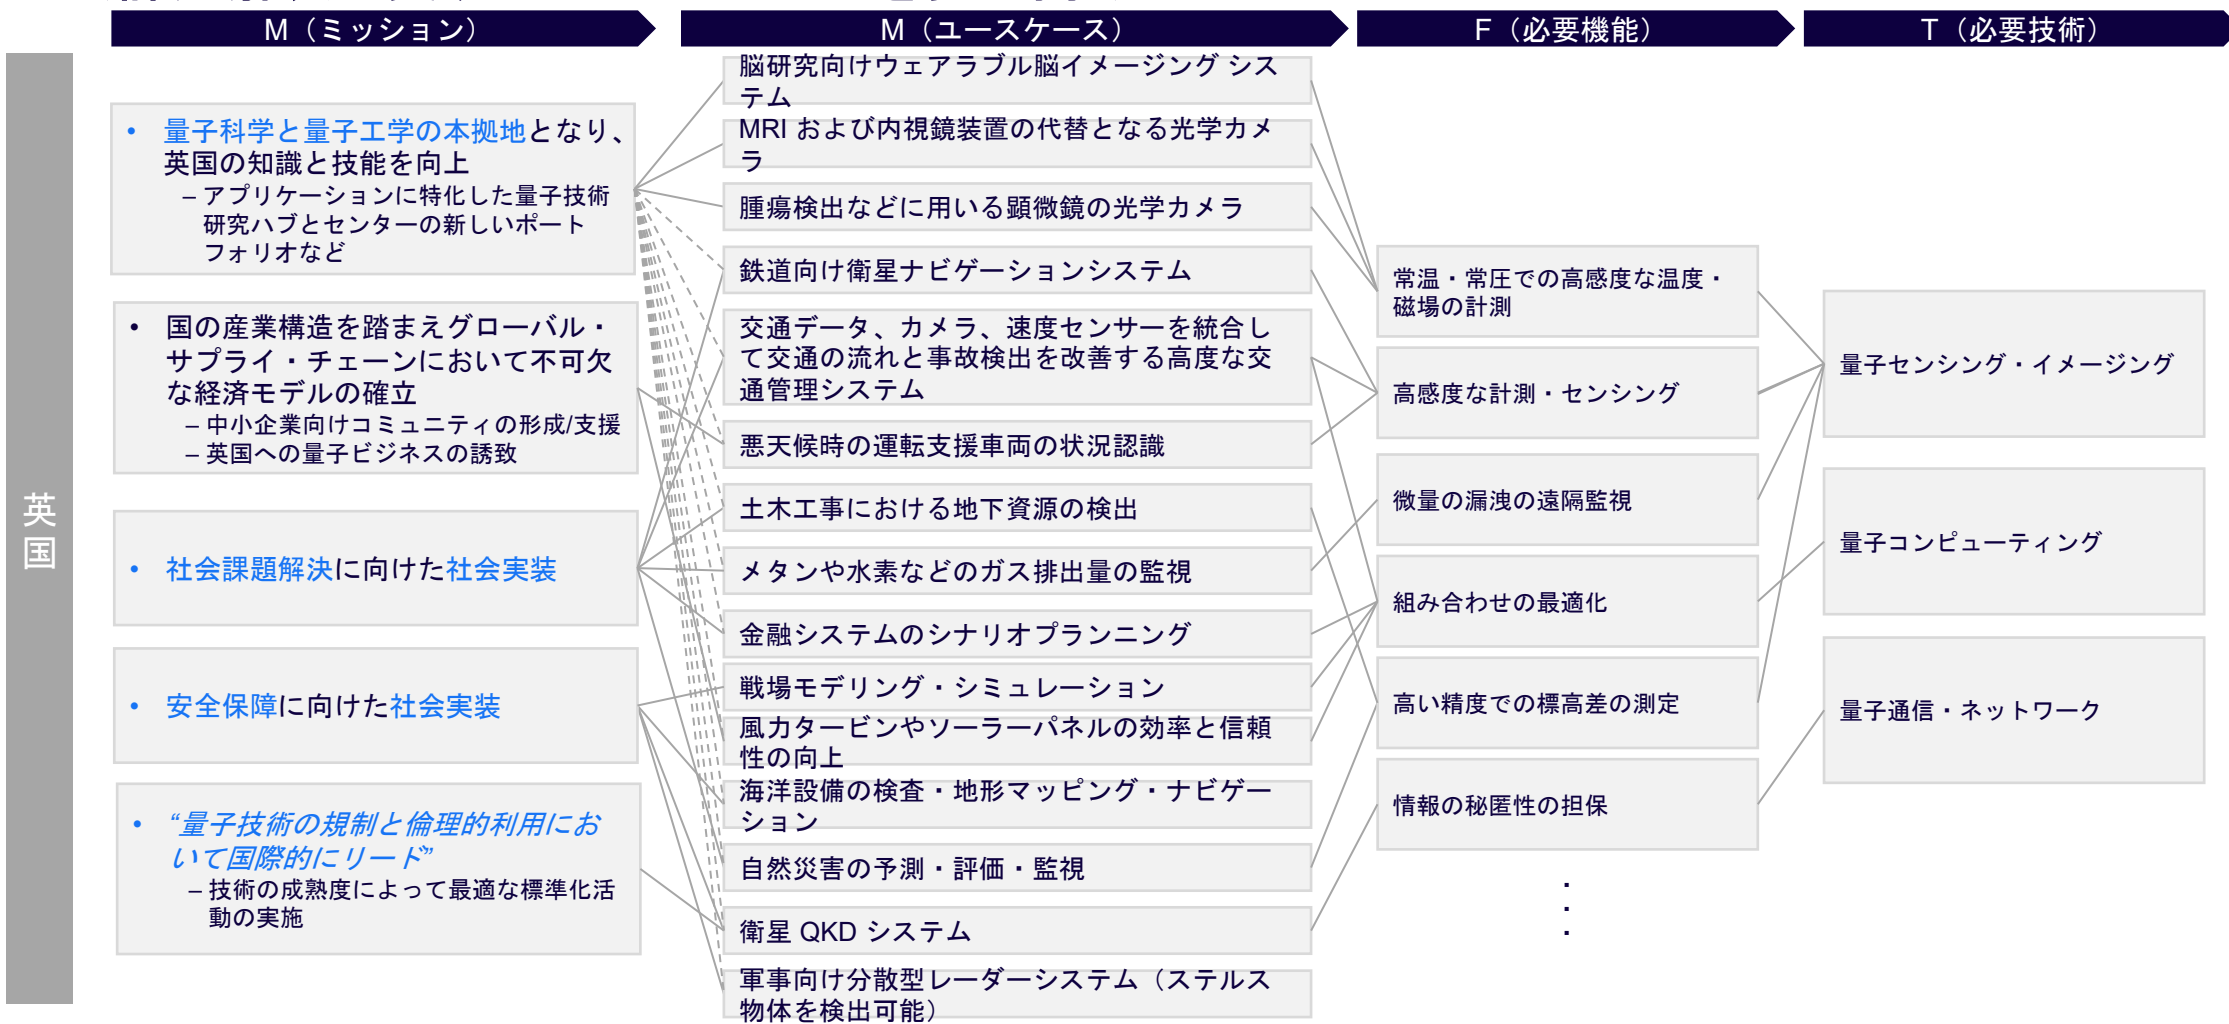 M（ミッション）
M（ユースケース）
F（必要機能）
T（必要技術）
英
国
• 量子科学と量子工学の本拠地となり、
英国の知識と技能を向上
– アプリケーションに特化した量子技術
研究ハブとセンターの新しいポート
フォリオなど
• 国の産業構造を踏まえグローバル・
サプライ・チェーンにおいて不可欠
な経済モデルの確立
– 中小企業向けコミュニティの形成/支援
– 英国への量子ビジネスの誘致
• 社会課題解決に向けた社会実装
• 安全保障に向けた社会実装
• “量子技術の規制と倫理的利用にお
いて国際的にリード”
– 技術の成熟度によって最適な標準化活
動の実施
脳研究向けウェアラブル脳イメージング シス
テム
MRI および内視鏡装置の代替となる光学カメ
ラ
腫瘍検出などに用いる顕微鏡の光学カメラ
鉄道向け衛星ナビゲーションシステム
交通データ、カメラ、速度センサーを統合し
て交通の流れと事故検出を改善する高度な交
通管理システム
悪天候時の運転支援車両の状況認識
土木工事における地下資源の検出
メタンや水素などのガス排出量の監視
金融システムのシナリオプランニング
戦場モデリング・シミュレーション
風力タービンやソーラーパネルの効率と信頼
性の向上
海洋設備の検査・地形マッピング・ナビゲー
ション
自然災害の予測・評価・監視
衛星 QKD システム
軍事向け分散型レーダーシステム（ステルス
物体を検出可能）
常温・常圧での高感度な温度・
磁場の計測
高感度な計測・センシング
微量の漏洩の遠隔監視
組み合わせの最適化
高い精度での標高差の測定
情報の秘匿性の担保
・
・
・
量子センシング・イメージング
量子コンピューティング
量子通信・ネットワーク